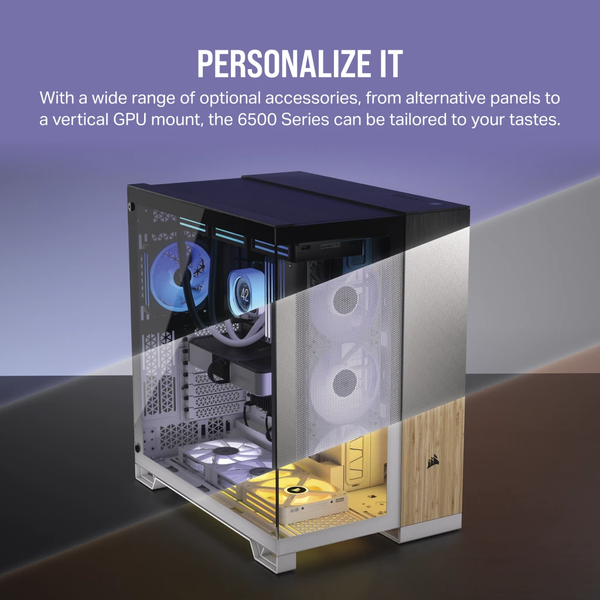 PERSONALIZE IT
With a wide range of optional accessories, from alternative panels to
a vertical GPU mount, the 6500 Series can be tailored to your tastes.
42